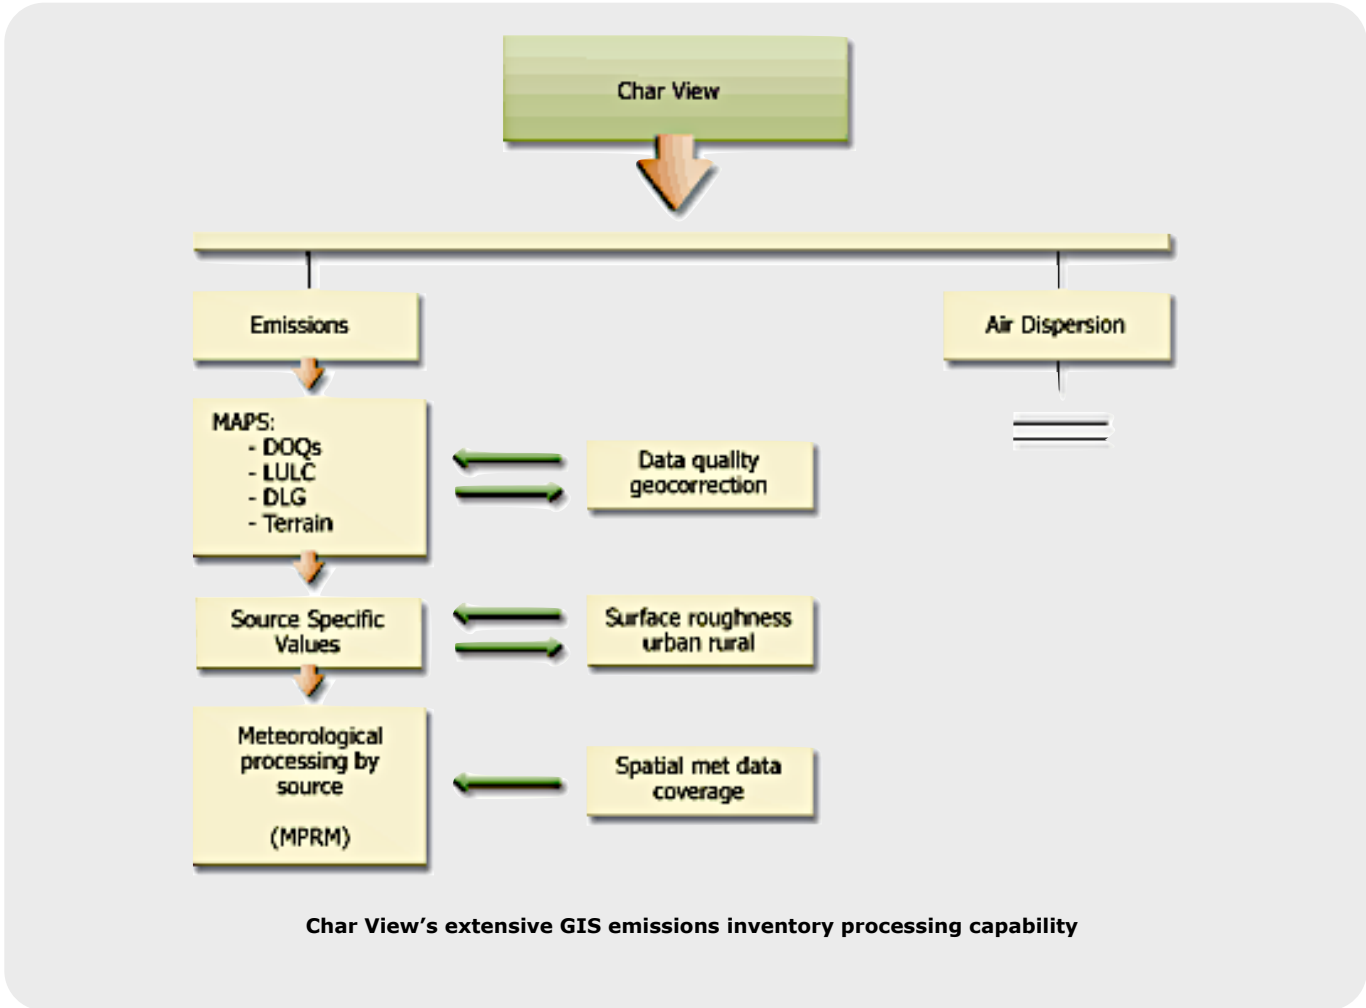 Char View
Emissions
Air Dispersion
MAPS:
- DOQs
- LULC
- DLG
- Terrain
Data quality
geocorrection
Source Specific
Values
Surface roughness
urban rural
Meteorological
processing by
source
(MPRM)
Spatial met data
coverage
Char View’s extensive GIS emissions inventory processing capability